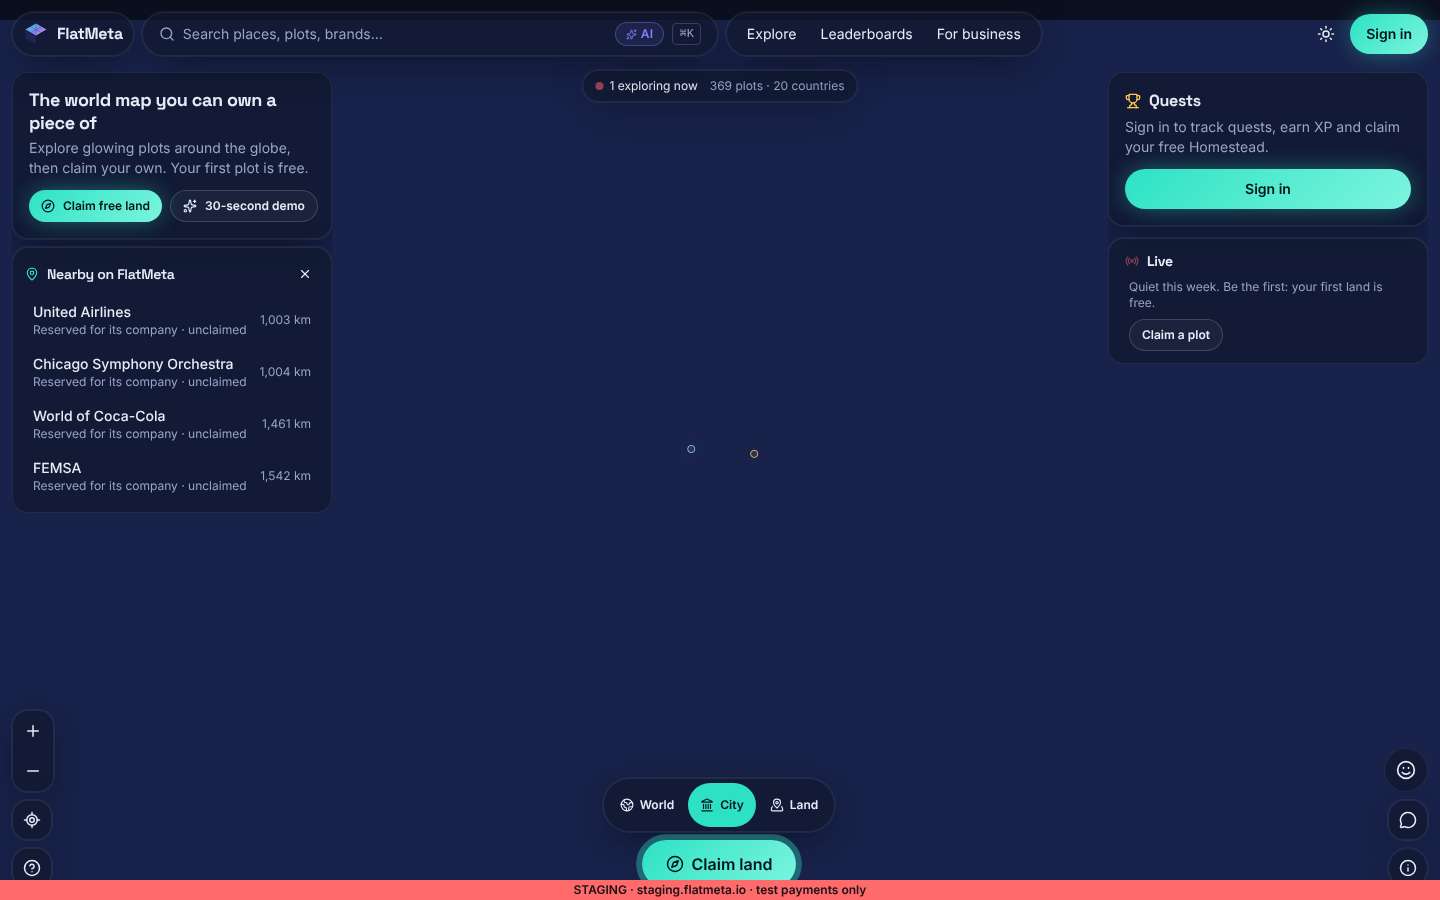 FlatMeta
Search places, plots, brands...
AI
⌘K
Explore
Leaderboards
For business
Sign in
1 exploring now
369 plots · 20 countries
The world map you can own a
piece of
Explore glowing plots around the globe,
then claim your own. Your first plot is free.
Claim free land
30-second demo
Nearby on FlatMeta
United Airlines
Reserved for its company · unclaimed
1,003 km
Chicago Symphony Orchestra
Reserved for its company · unclaimed
1,004 km
World of Coca-Cola
Reserved for its company · unclaimed
1,461 km
FEMSA
Reserved for its company · unclaimed
1,542 km
Quests
Sign in to track quests, earn XP and claim
your free Homestead.
Sign in
Live
Quiet this week. Be the first: your first land is
free.
Claim a plot
World
City
Land
Claim land
STAGING · staging.flatmeta.io · test payments only